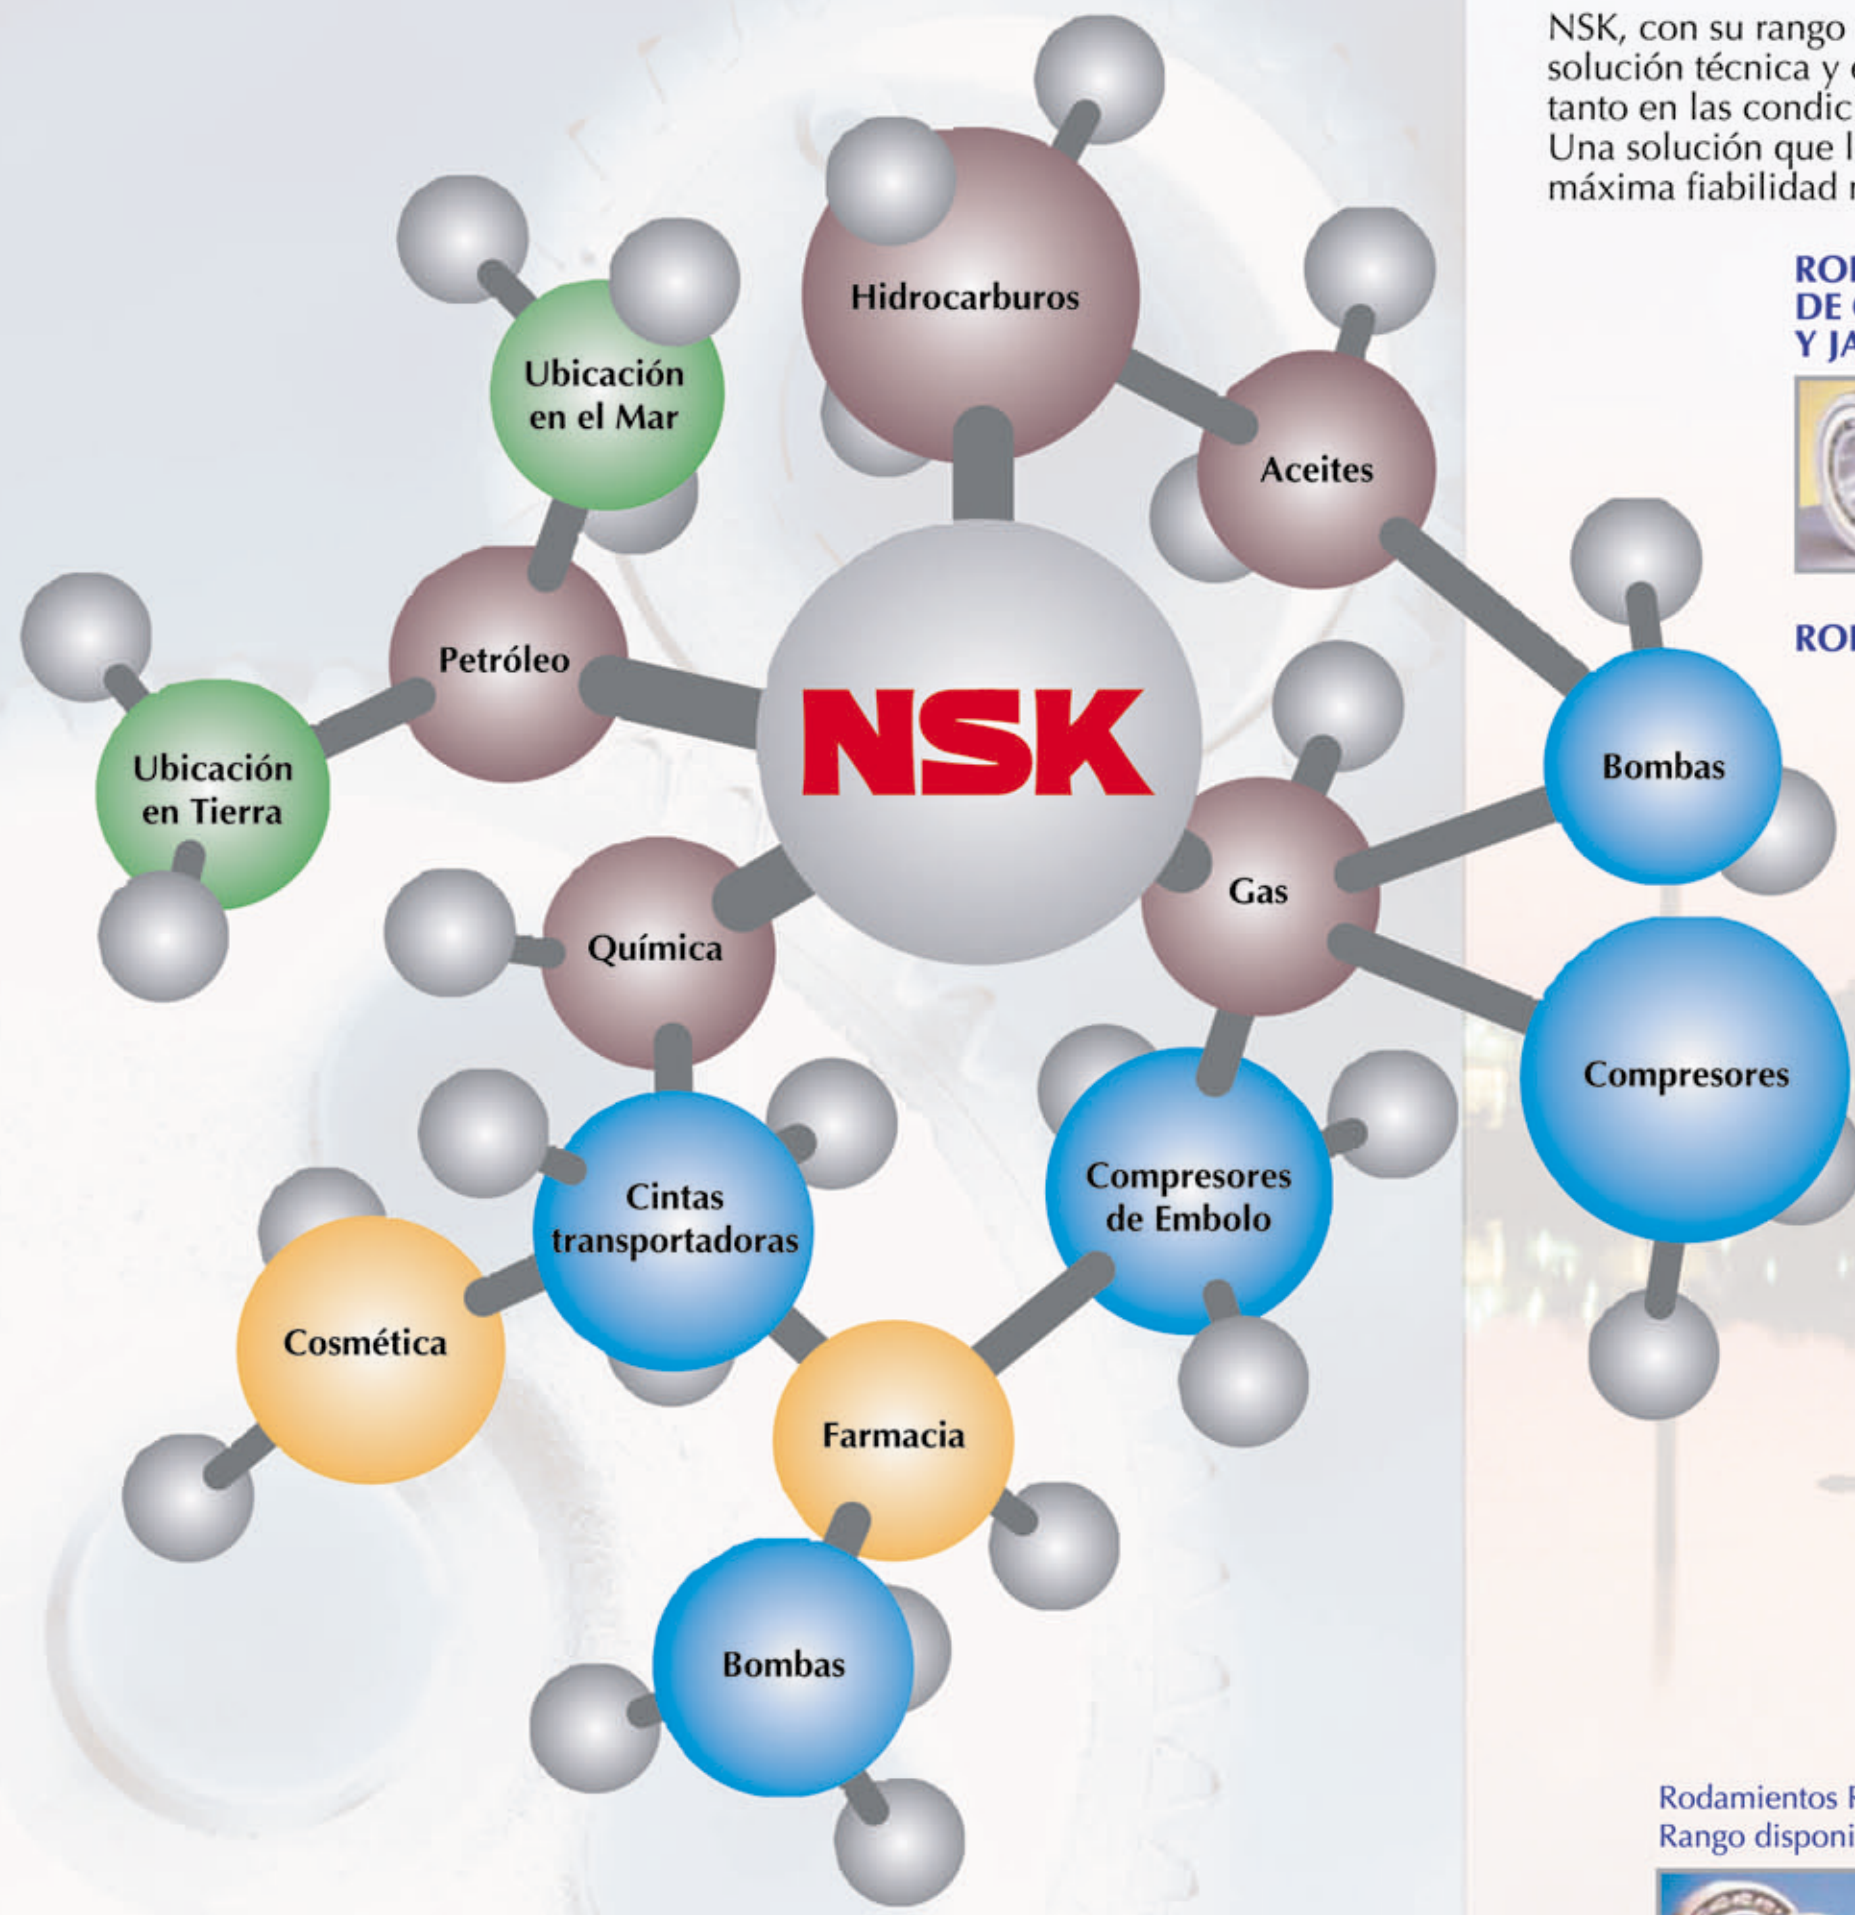 NSK, con su rango
solución técnica y
tanto en las
Una solución que
máxima fiabilidad
Hidrocarburos
Ubicación
en el Mar
Aceites
DE
Y
Petróleo
NSK
Ubicación
en Tierra
Bombas
Gas
Química
Compresores
Compresores
de Embolo
Cintas
transportadoras
Cosmética
Farmacia
Bombas
Rodamientos
Rango